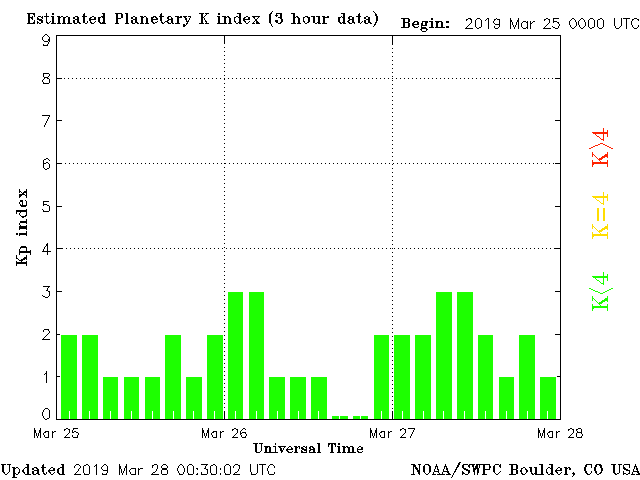 Estimated Planetary K index (3 hour data) Begin: 2019 Mar 25 0000 UTC
9
8
7
6
5
4
3
2
1
0
Kp index
K>4
K=4
K<4
Mar 25 Mar 26 Mar 27 Mar 28
Universal Time
Updated 2019 Mar 28 00:30:02 UTC NOAA/SWPC Boulder, CO USA